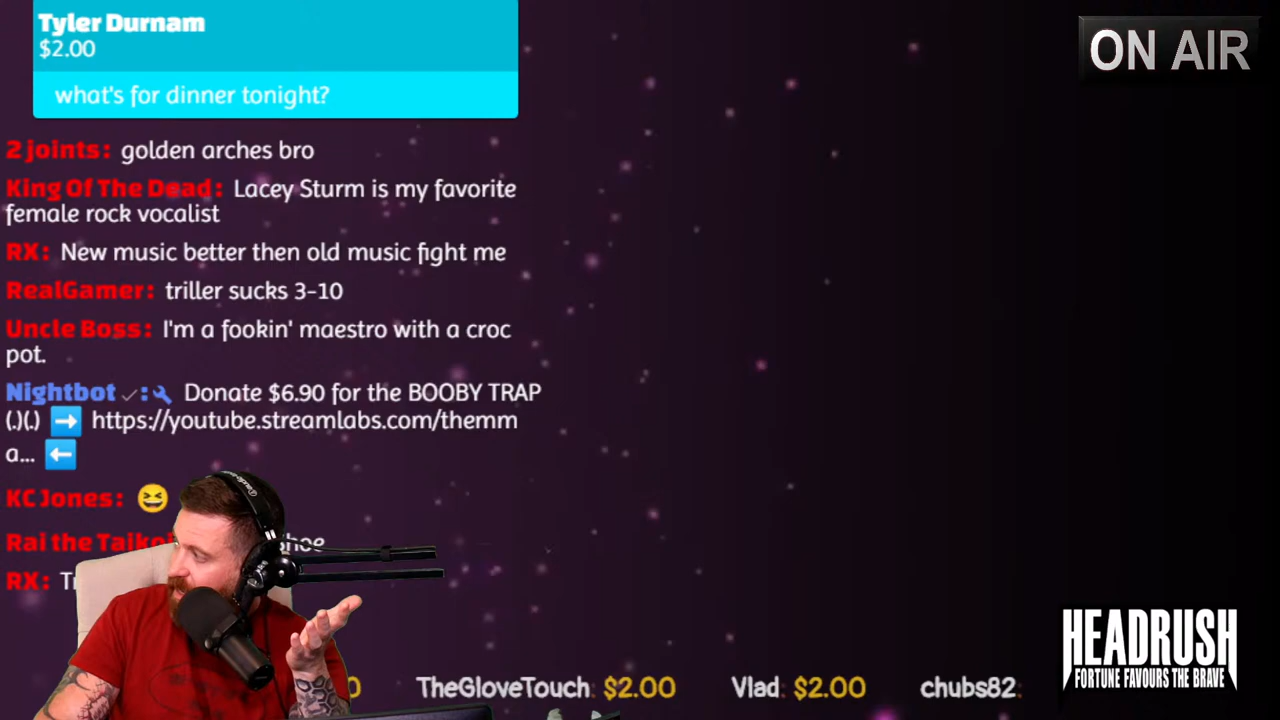 Tyler Durnam
$2.00
what's for dinner tonight?
ON AIR
2 joints: golden arches bro
King Of The Dead: Lacey Sturm is my favorite
female rock vocalist
RX: New music better then old music fight me
RealGamer: triller sucks 3-10
Uncle Boss: I'm a fookin' maestro with a croc
pot.
Nightbot ✓:🔧 Donate $6.90 for the BOOBY TRAP
(.)(.) ➡️ https://youtube.streamlabs.com/themm
a... ⬅️
KC Jones: 😆
Rai the
RX:
HEADRUSH
FORTUNE FAVOURS THE BRAVE
TheGloveTouch: $2.00 Vlad: $2.00 chubs82: